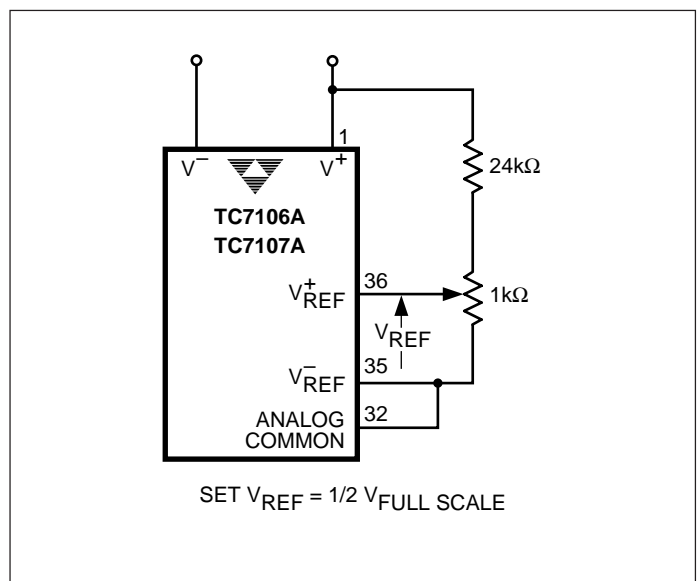 1
V– V+
24kΩ
TC7106A
TC7107A
36
V+REF
1kΩ
VREF
35
V–REF
32
ANALOG
COMMON
SET VREF = 1/2 VFULL SCALE